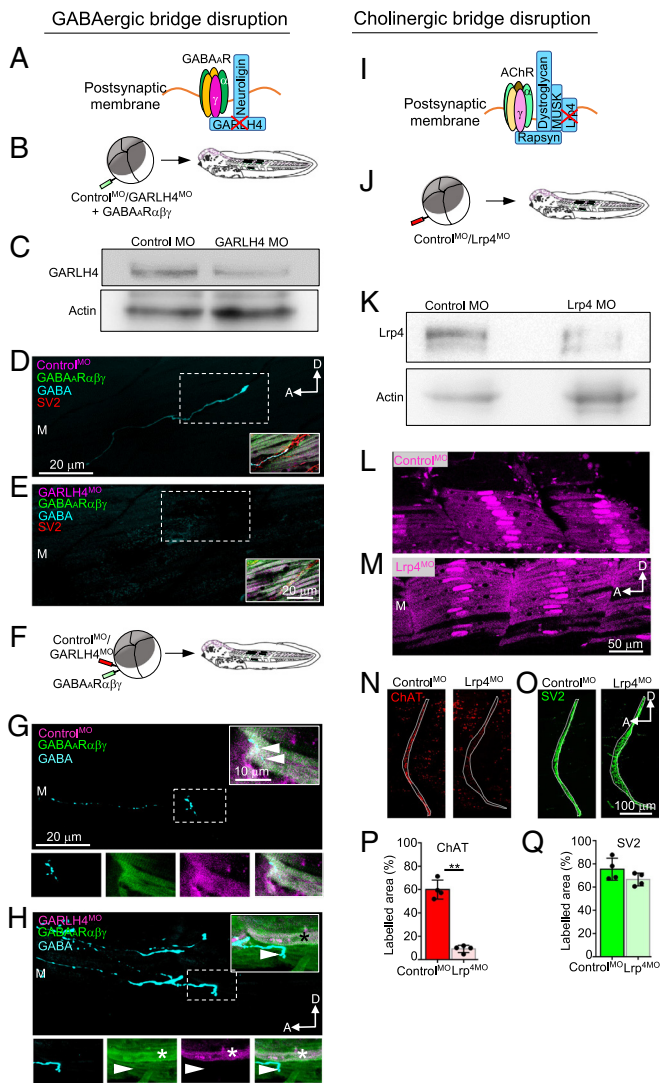 GABAergic bridge disruption
A
GABAAR
α
γ
Neuroligin
Postsynaptic
membrane
GARLH4
B
ControlMO/GARLH4MO
+ GABAARαβγ
C
Control MO GARLH4 MO
GARLH4
Actin
D
ControlMO
GABAARαβγ
GABA
SV2
D
A
M
20 μm
E
GARLH4MO
GABAARαβγ
GABA
SV2
M
20 μm
F
ControlMO/
GARLH4MO
GABAARαβγ
G
ControlMO
GABAARαβγ
GABA
M
10 μm
20 μm
H
GARLH4MO
GABAARαβγ
GABA
*
M
D
A
* * *
Cholinergic bridge disruption
I
AChR
α
γ
Dystroglycan
MUSK
Lrp4
Postsynaptic
membrane
Rapsyn
J
ControlMO/Lrp4MO
K
Control MO Lrp4 MO
Lrp4
Actin
L
ControlMO
M
Lrp4MO
D
A
M
50 μm
N
ControlMO Lrp4MO
ChAT
O
ControlMO Lrp4MO
SV2
D
A
100 μm
P
ChAT
**
Labelled area (%)
100
80
60
40
20
0
ControlMO Lrp4MO
Q
SV2
Labelled area (%)
100
80
60
40
20
0
ControlMO Lrp4MO